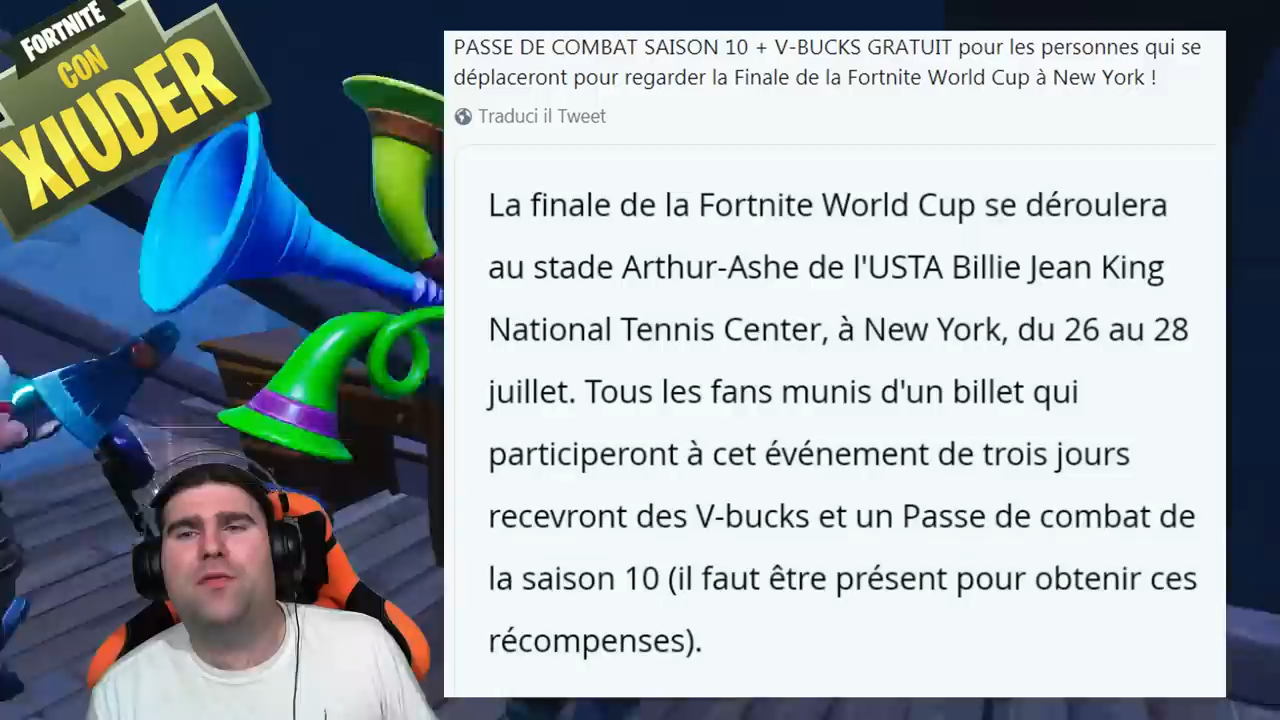 FORTNITE
CON
XIUDER
PASSE DE COMBAT SAISON 10 + V-BUCKS GRATUIT pour les personnes qui se
déplaceront pour regarder la Finale de la Fortnite World Cup à New York !
Traduci il Tweet
La finale de la Fortnite World Cup se déroulera
au stade Arthur-Ashe de l'USTA Billie Jean King
National Tennis Center, à New York, du 26 au 28
juillet. Tous les fans munis d'un billet qui
participeront à cet événement de trois jours
recevront des V-bucks et un Passe de combat de
la saison 10 (il faut être présent pour obtenir ces
récompenses).